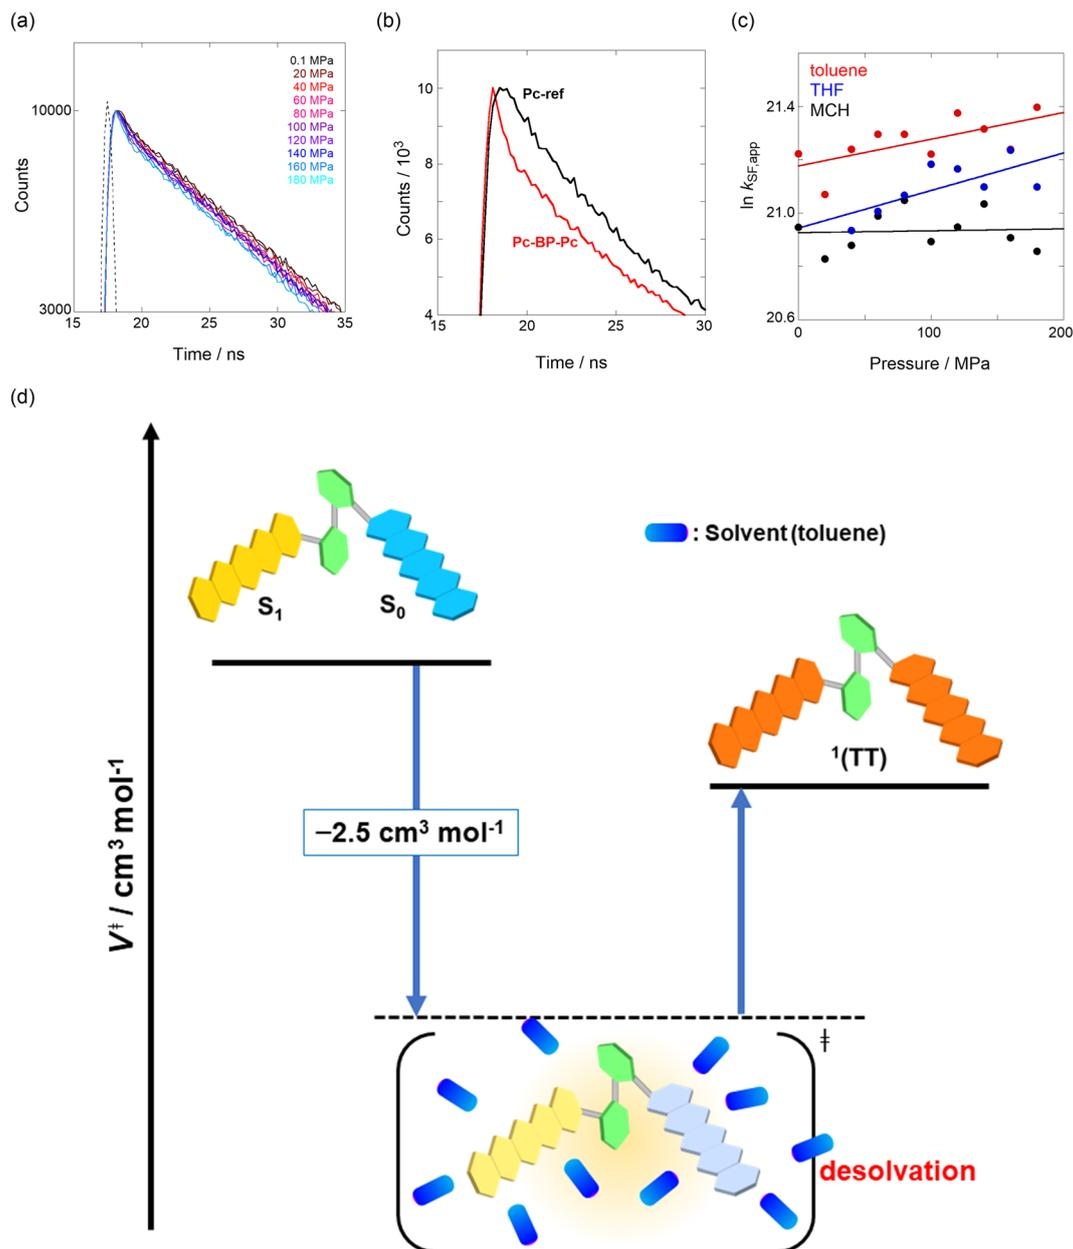 (a)
10000
3000
Counts
15
20
25
30
35
Time / ns
0.1 MPa
20 MPa
40 MPa
60 MPa
80 MPa
100 MPa
120 MPa
140 MPa
160 MPa
180 MPa
(b)
10
8
6
4
Counts / 10³
Pc-ref
Pc-BP-Pc
15
20
25
30
Time / ns
(c)
toluene
THF
MCH
21.4
21.0
20.6
ln kSF,app
0
100
200
Pressure / MPa
(d)
V‡ / cm³ mol⁻¹
S₁
S₀
: Solvent (toluene)
¹(TT)
−2.5 cm³ mol⁻¹
‡
desolvation